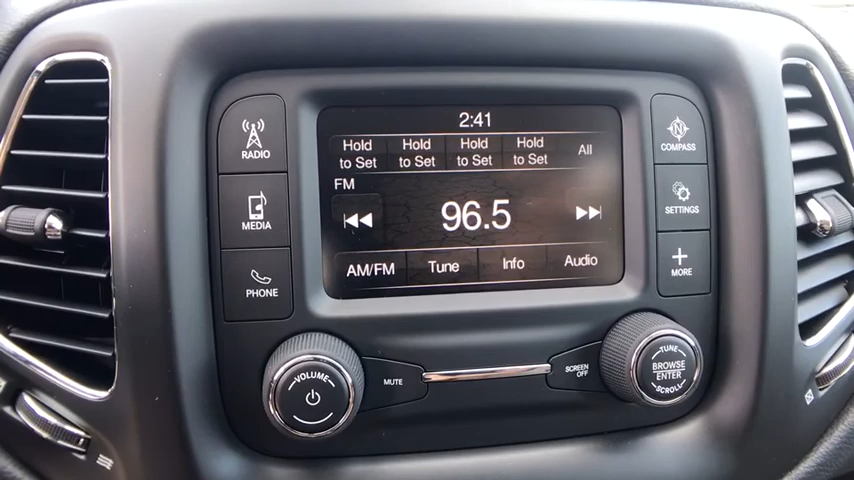 2:41
Hold to Set
Hold to Set
Hold to Set
Hold to Set
All
FM
96.5
AM/FM
Tune
Info
Audio
RADIO
MEDIA
PHONE
N
COMPASS
SETTINGS
MORE
VOLUME
MUTE
SCREEN OFF
TUNE
BROWSE
ENTER
SCROLL